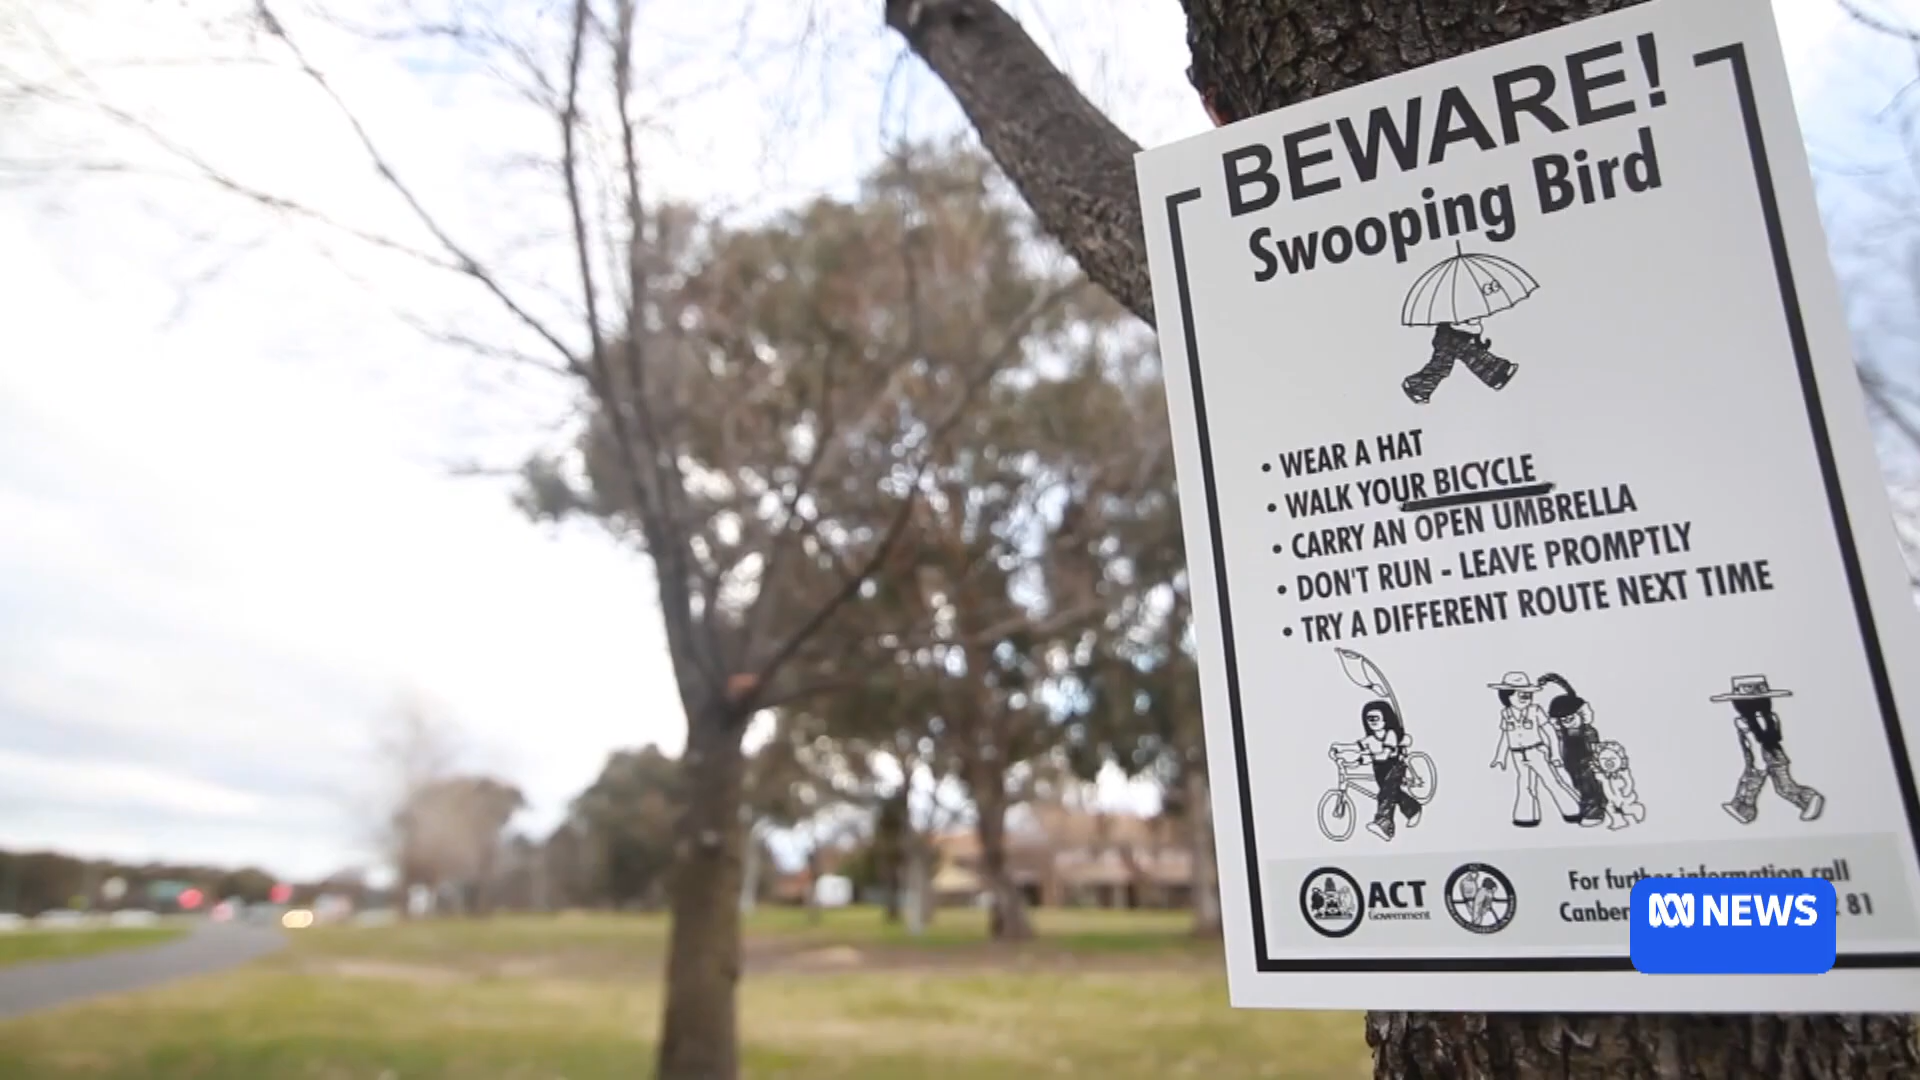 BEWARE!
Swooping Bird
• WEAR A HAT
• WALK YOUR BICYCLE
• CARRY AN OPEN UMBRELLA
• DON'T RUN - LEAVE PROMPTLY
• TRY A DIFFERENT ROUTE NEXT TIME
ACT
Government
For further information call
81
NEWS